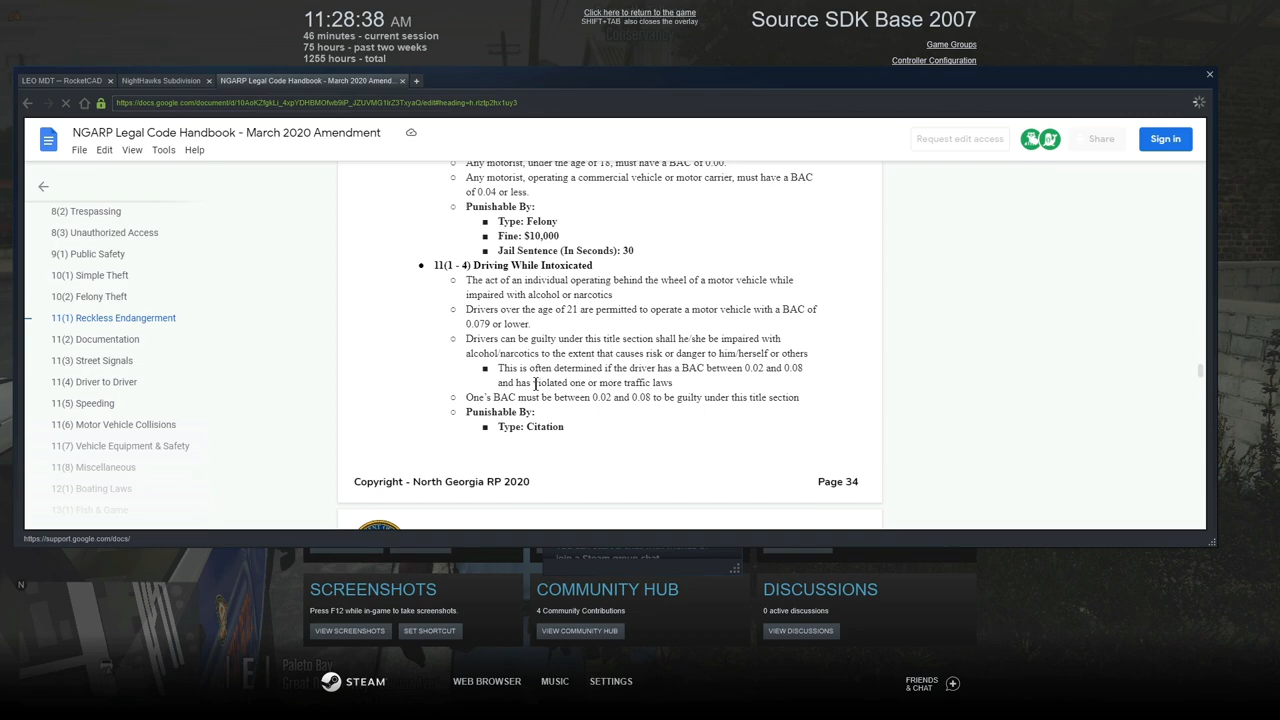 11:28:38 AM
46 minutes - current session
75 hours - past two weeks
1255 hours - total
Click here to return to the game
SHIFT+TAB also closes the overlay
Conservancy
Source SDK Base 2007
Game Groups
Controller Configuration
LEO MDT — RocketCAD ×
NightHawks Subdivision ×
NGARP Legal Code Handbook - March 2020 Amend... ×
NGARP Legal Code Handbook - March 2020 Amendment
File Edit View Tools Help
Request edit access
Share
Sign in
8(2) Trespassing
8(3) Unauthorized Access
9(1) Public Safety
10(1) Simple Theft
10(2) Felony Theft
11(1) Reckless Endangerment
11(2) Documentation
11(3) Street Signals
11(4) Driver to Driver
11(5) Speeding
11(6) Motor Vehicle Collisions
11(7) Vehicle Equipment & Safety
11(8) Miscellaneous
12(1) Boating Laws
13(1) Fish & Game
○ Any motorist, under the age of 18, must have a BAC of 0.00.
○ Any motorist, operating a commercial vehicle or motor carrier, must have a BAC
of 0.04 or less.
○ Punishable By:
■ Type: Felony
■ Fine: $10,000
■ Jail Sentence (In Seconds): 30
● 11(1 - 4) Driving While Intoxicated
○ The act of an individual operating behind the wheel of a motor vehicle while
impaired with alcohol or narcotics
○ Drivers over the age of 21 are permitted to operate a motor vehicle with a BAC of
0.079 or lower.
○ Drivers can be guilty under this title section shall he/she be impaired with
alcohol/narcotics to the extent that causes risk or danger to him/herself or others
■ This is often determined if the driver has a BAC between 0.02 and 0.08
and has violated one or more traffic laws
○ One's BAC must be between 0.02 and 0.08 to be guilty under this title section
○ Punishable By:
■ Type: Citation
Copyright - North Georgia RP 2020
Page 34
https://support.google.com/docs/
join a Steam group chat
SCREENSHOTS
Press F12 while in-game to take screenshots.
VIEW SCREENSHOTS
SET SHORTCUT
COMMUNITY HUB
4 Community Contributions
VIEW COMMUNITY HUB
DISCUSSIONS
0 active discussions
VIEW DISCUSSIONS
N
E
Paleto Bay
STEAM
WEB BROWSER
MUSIC
SETTINGS
FRIENDS
& CHAT